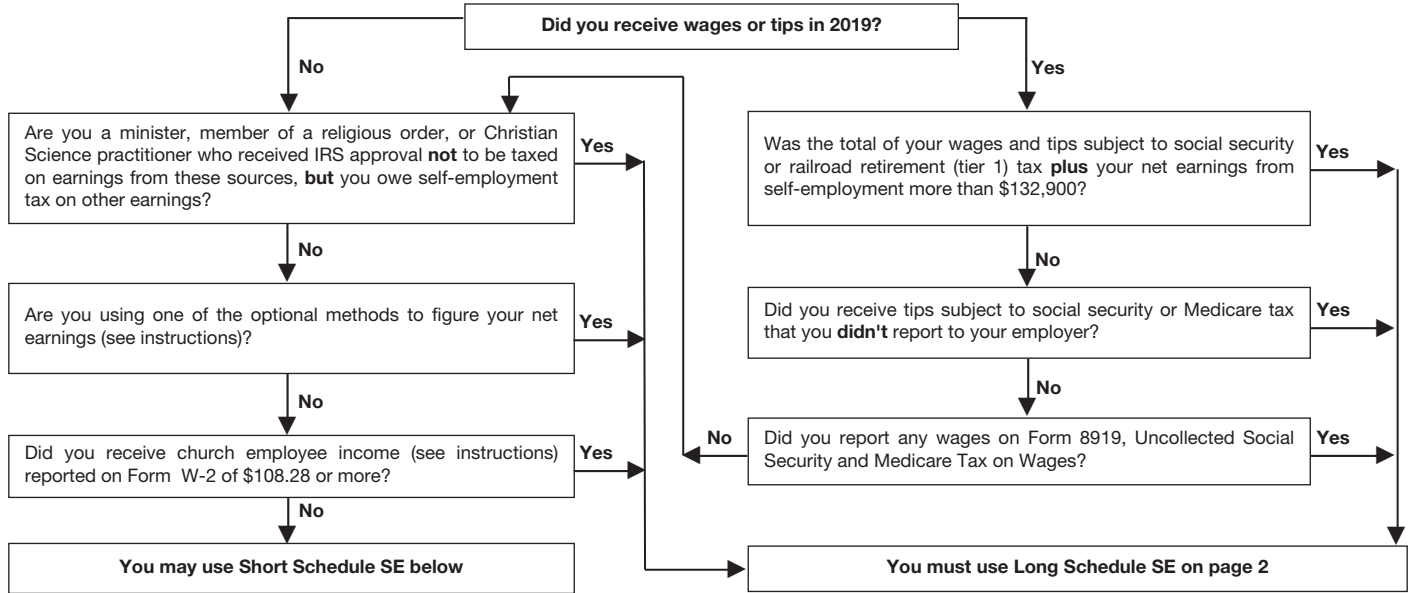 Did you receive wages or tips in 2019?
No
Yes
Are you a minister, member of a religious order, or Christian
Science practitioner who received IRS approval not to be taxed
on earnings from these sources, but you owe self-employment
tax on other earnings?
Yes
Was the total of your wages and tips subject to social security
or railroad retirement (tier 1) tax plus your net earnings from
self-employment more than $132,900?
Yes
No
No
Are you using one of the optional methods to figure your net
earnings (see instructions)?
Yes
Did you receive tips subject to social security or Medicare tax
that you didn't report to your employer?
Yes
No
No
Did you receive church employee income (see instructions)
reported on Form W-2 of $108.28 or more?
Yes
No
Did you report any wages on Form 8919, Uncollected Social
Security and Medicare Tax on Wages?
Yes
No
You may use Short Schedule SE below
You must use Long Schedule SE on page 2